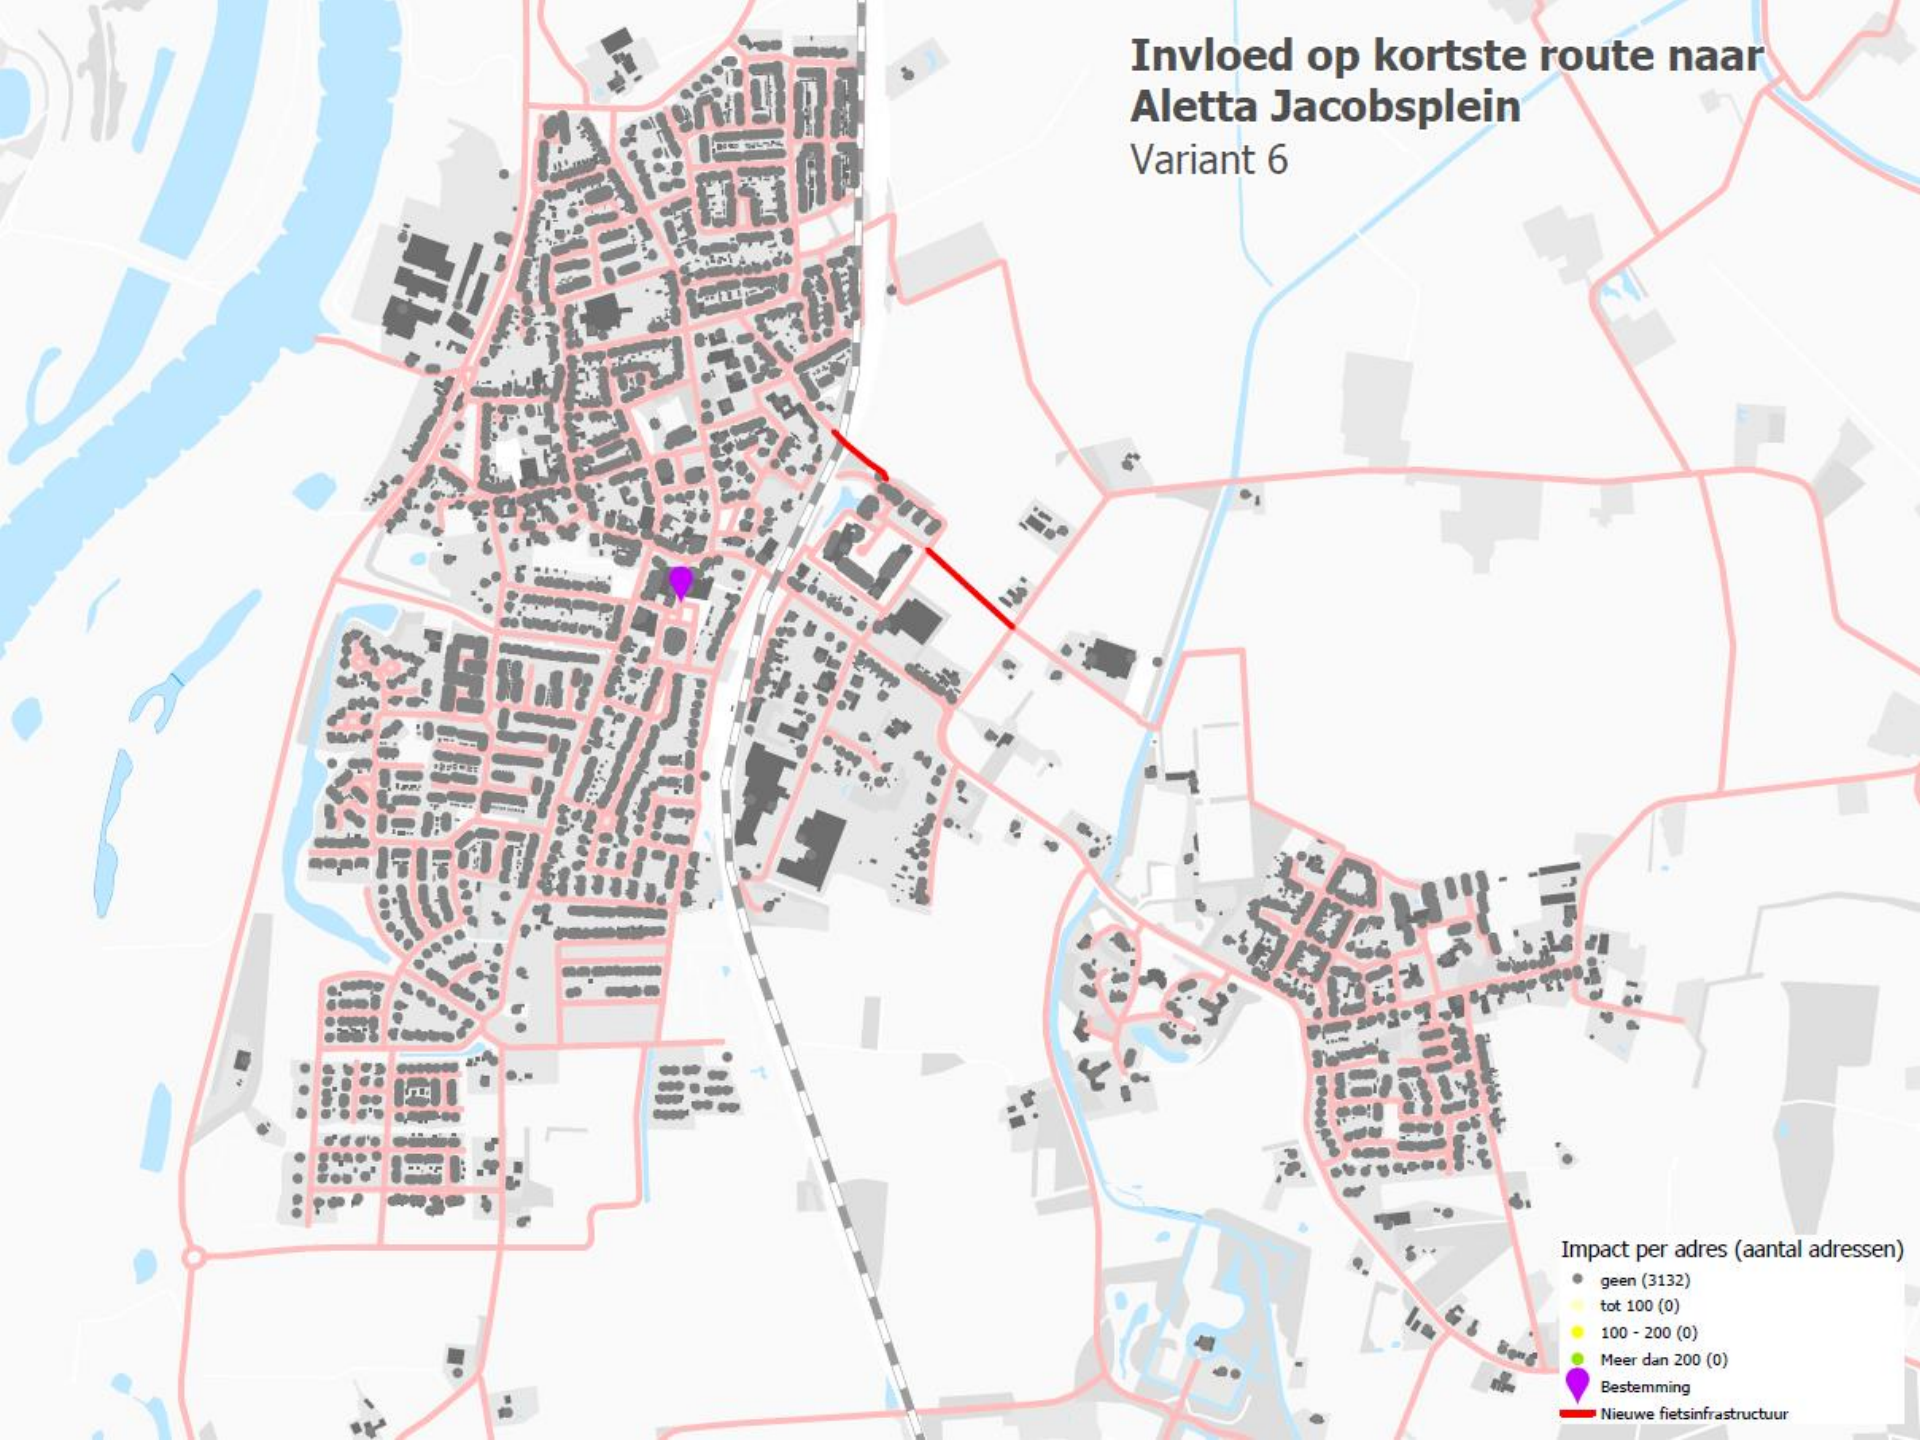 Invloed op kortste route naar
Aletta Jacobsplein
Variant 6
Impact per adres (aantal adressen)
geen (3132)
tot 100 (0)
100 - 200 (0)
Meer dan 200 (0)
Bestemming
Nieuwe fietsinfrastructuur